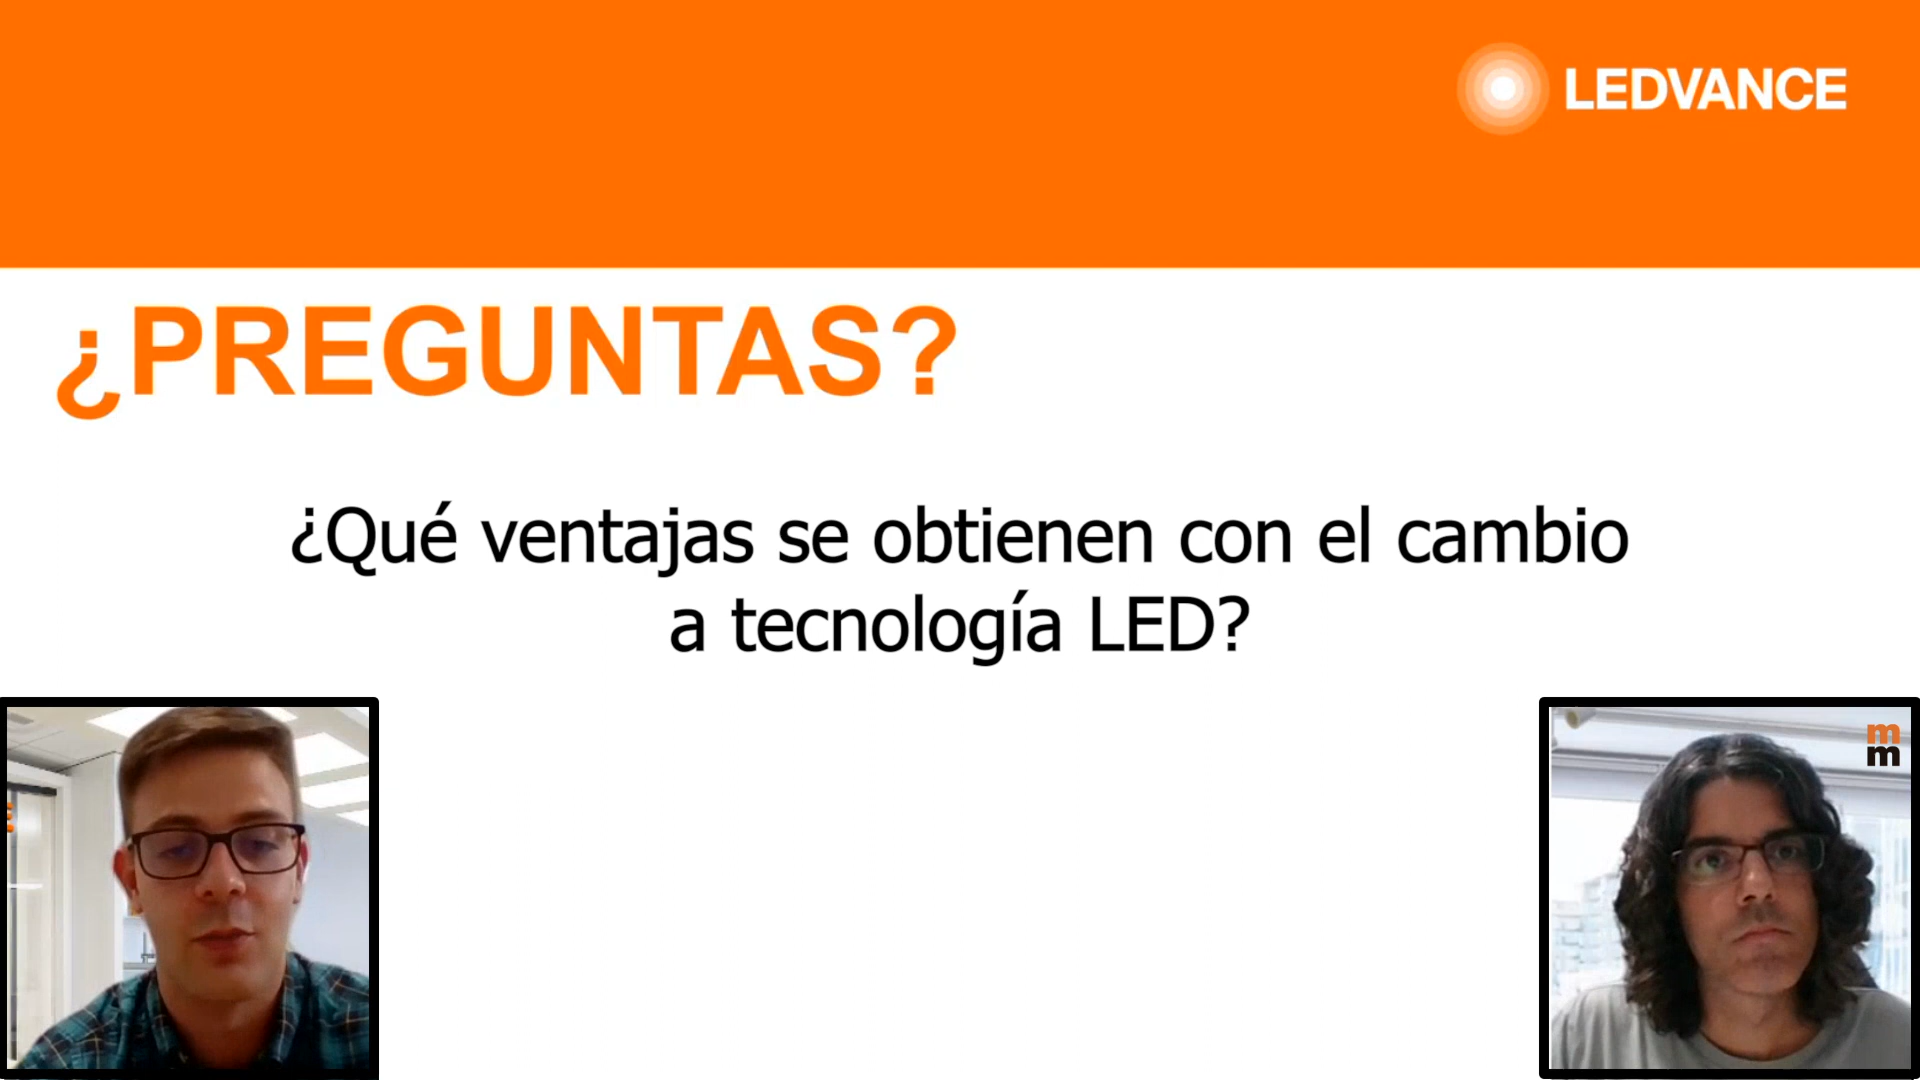 LEDVANCE
¿PREGUNTAS?
¿Qué ventajas se obtienen con el cambio
a tecnología LED?
m
m